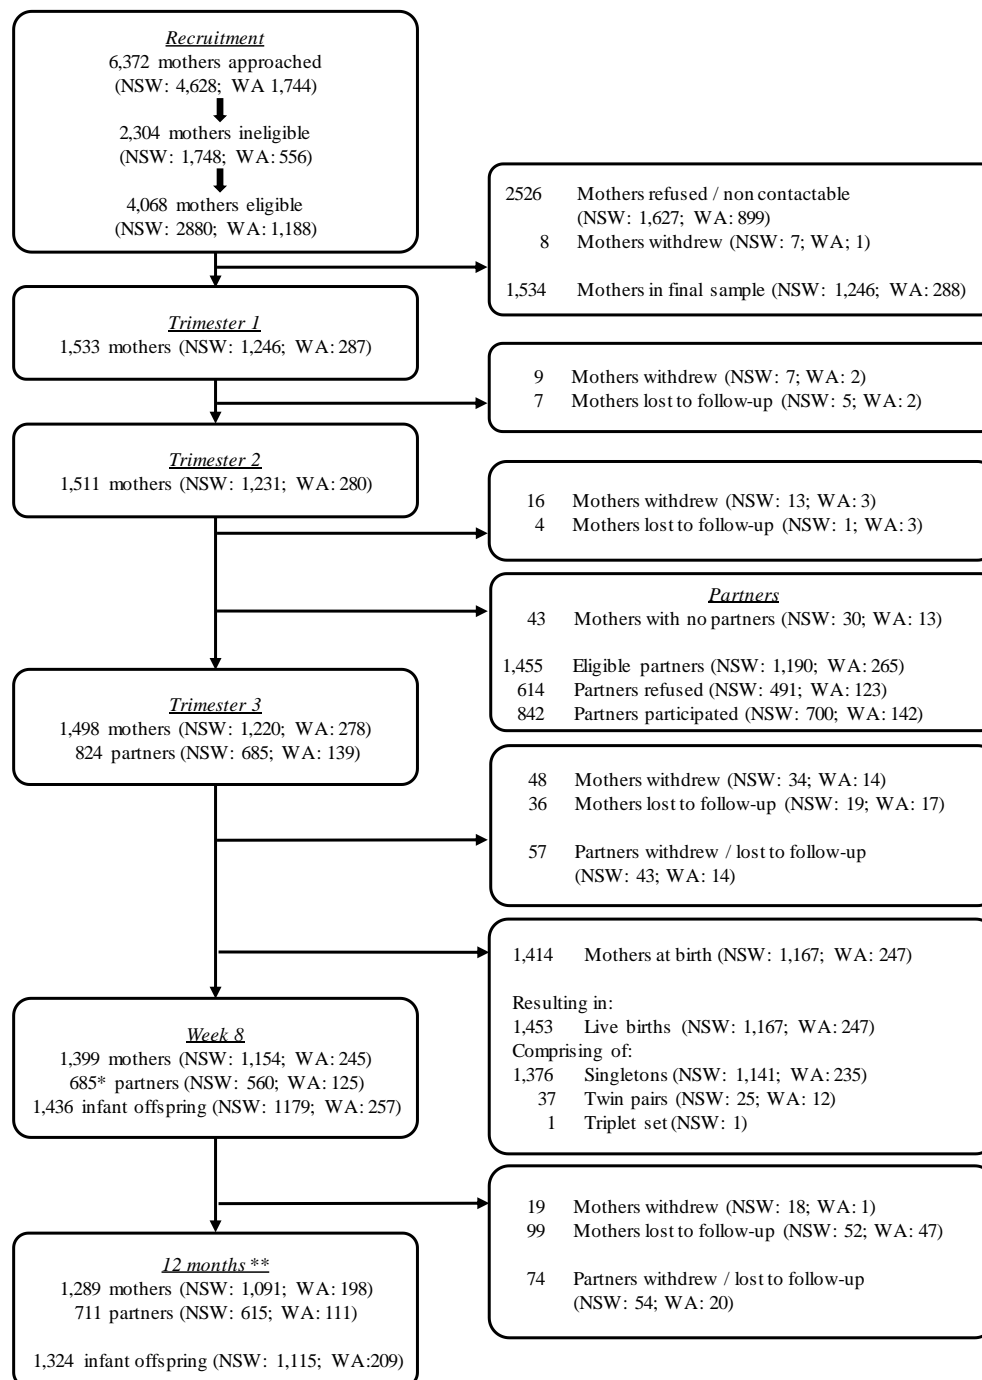 Recruitment
6,372 mothers approached
(NSW: 4,628; WA 1,744)
2,304 mothers ineligible
(NSW: 1,748; WA: 556)
4,068 mothers eligible
(NSW: 2880; WA: 1,188)
2526 Mothers refused / non contactable
(NSW: 1,627; WA: 899)
8 Mothers withdrew (NSW: 7; WA; 1)
1,534 Mothers in final sample (NSW: 1,246; WA: 288)
Trimester 1
1,533 mothers (NSW: 1,246; WA: 287)
9 Mothers withdrew (NSW: 7; WA: 2)
7 Mothers lost to follow-up (NSW: 5; WA: 2)
Trimester 2
1,511 mothers (NSW: 1,231; WA: 280)
16 Mothers withdrew (NSW: 13; WA: 3)
4 Mothers lost to follow-up (NSW: 1; WA: 3)
Partners
43 Mothers with no partners (NSW: 30; WA: 13)
1,455 Eligible partners (NSW: 1,190; WA: 265)
614 Partners refused (NSW: 491; WA: 123)
842 Partners participated (NSW: 700; WA: 142)
Trimester 3
1,498 mothers (NSW: 1,220; WA: 278)
824 partners (NSW: 685; WA: 139)
48 Mothers withdrew (NSW: 34; WA: 14)
36 Mothers lost to follow-up (NSW: 19; WA: 17)
57 Partners withdrew / lost to follow-up
(NSW: 43; WA: 14)
1,414 Mothers at birth (NSW: 1,167; WA: 247)
Resulting in:
1,453 Live births (NSW: 1,167; WA: 247)
Comprising of:
1,376 Singletons (NSW: 1,141; WA: 235)
37 Twin pairs (NSW: 25; WA: 12)
1 Triplet set (NSW: 1)
Week 8
1,399 mothers (NSW: 1,154; WA: 245)
685* partners (NSW: 560; WA: 125)
1,436 infant offspring (NSW: 1179; WA: 257)
19 Mothers withdrew (NSW: 18; WA: 1)
99 Mothers lost to follow-up (NSW: 52; WA: 47)
74 Partners withdrew / lost to follow-up
(NSW: 54; WA: 20)
12 months **
1,289 mothers (NSW: 1,091; WA: 198)
711 partners (NSW: 615; WA: 111)
1,324 infant offspring (NSW: 1,115; WA:209)